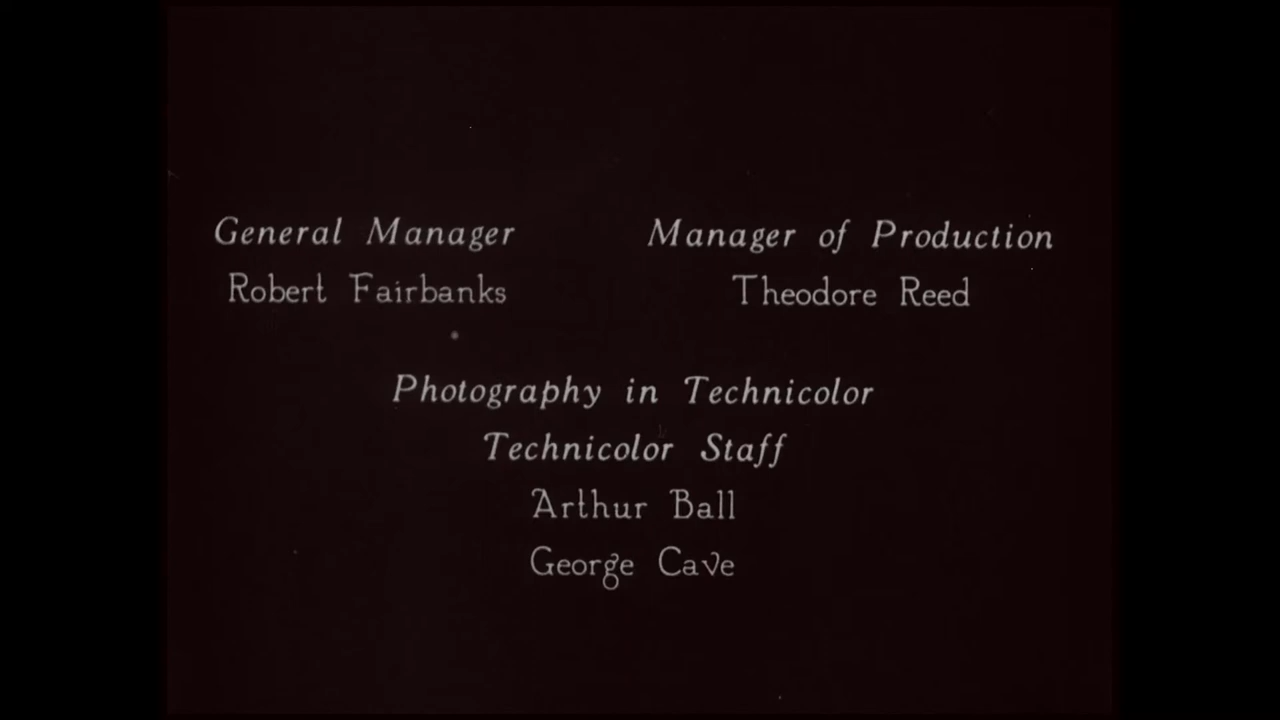 General Manager
Robert Fairbanks
Manager of Production
Theodore Reed
Photography in Technicolor
Technicolor Staff
Arthur Ball
George Cave